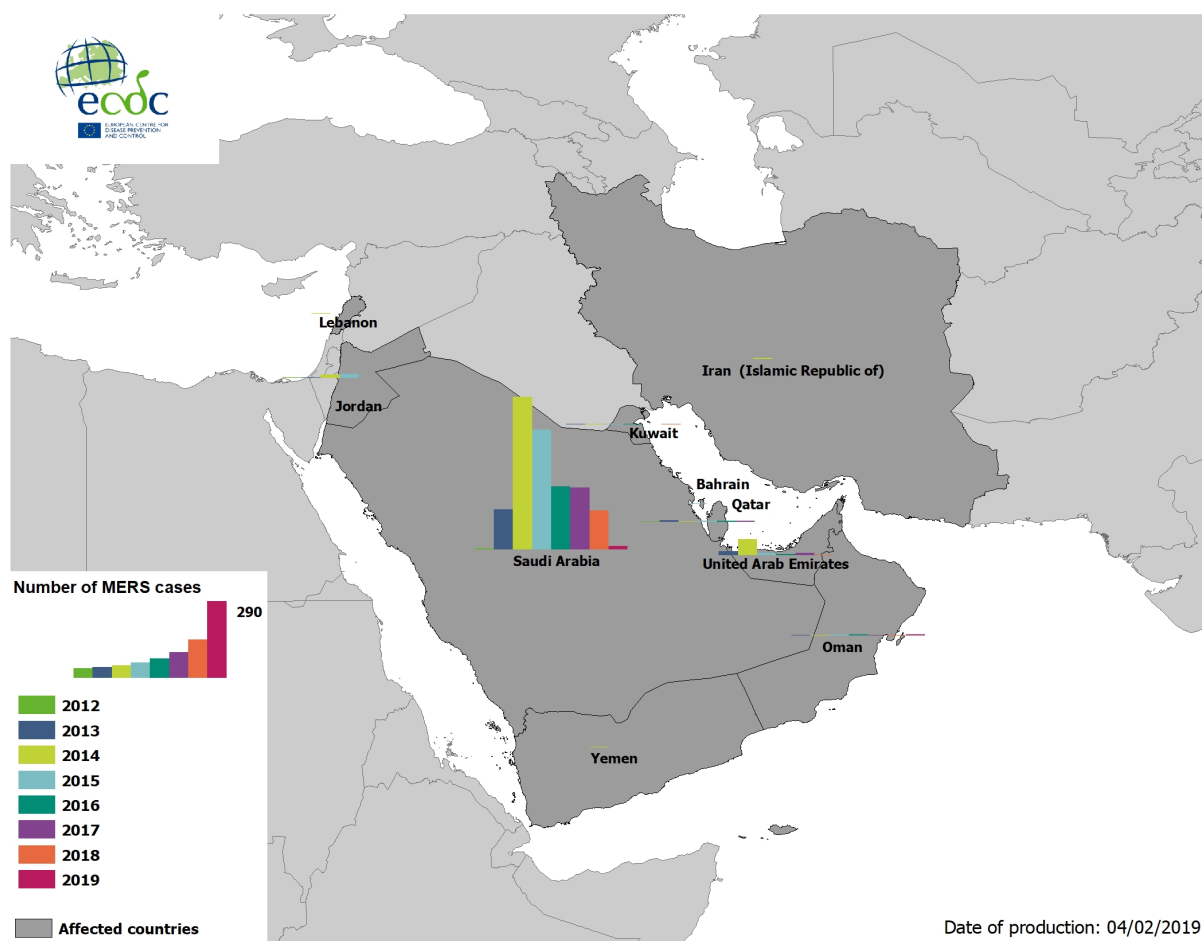 ecdc
EUROPEAN CENTRE FOR
DISEASE PREVENTION
AND CONTROL
Lebanon
Iran  (Islamic Republic of)
Jordan
Kuwait
Bahrain
Qatar
Saudi Arabia
United Arab Emirates
Oman
Yemen
Number of MERS cases
290
2012
2013
2014
2015
2016
2017
2018
2019
Affected countries
Date of production: 04/02/2019